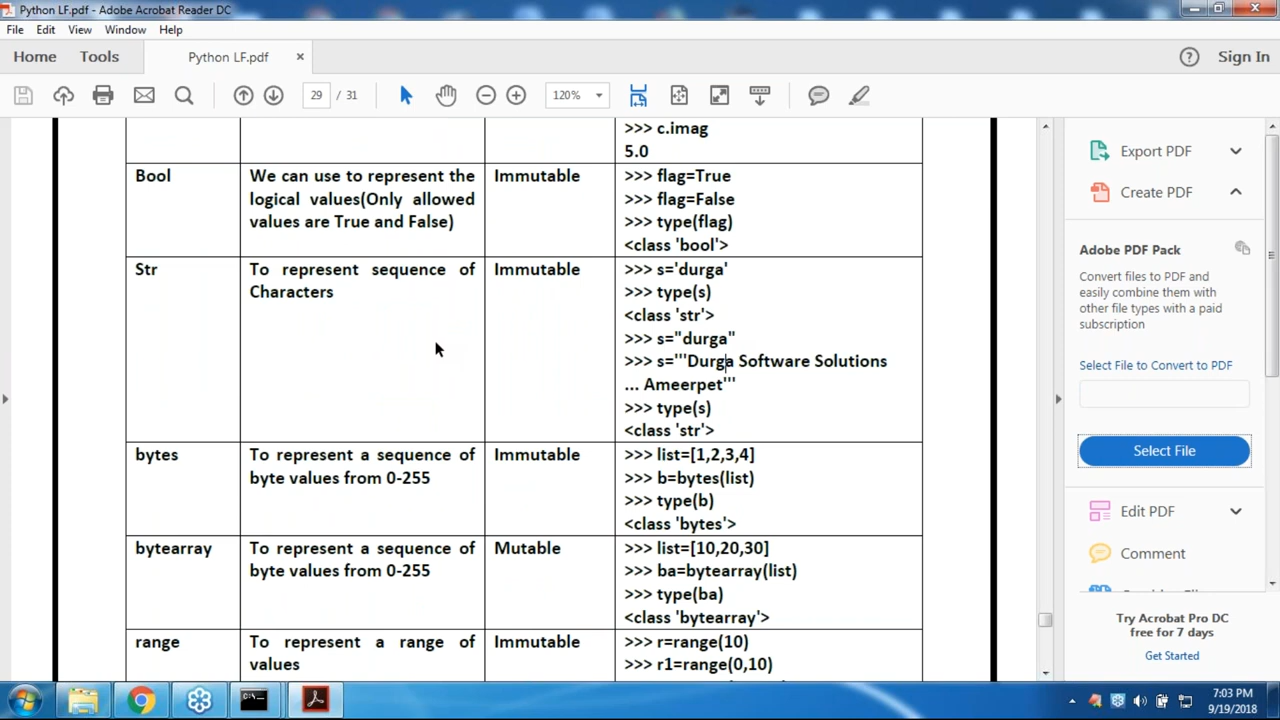 Python LF.pdf - Adobe Acrobat Reader DC
File Edit View Window Help
Home Tools Python LF.pdf × Sign In
29 / 31 120%
>>> c.imag
5.0
Bool We can use to represent the logical values(Only allowed values are True and False) Immutable
>>> flag=True
>>> flag=False
>>> type(flag)
<class 'bool'>
Str To represent sequence of Characters Immutable
>>> s='durga'
>>> type(s)
<class 'str'>
>>> s="durga"
>>> s='''Durga Software Solutions
... Ameerpet'''
>>> type(s)
<class 'str'>
bytes To represent a sequence of byte values from 0-255 Immutable
>>> list=[1,2,3,4]
>>> b=bytes(list)
>>> type(b)
<class 'bytes'>
bytearray To represent a sequence of byte values from 0-255 Mutable
>>> list=[10,20,30]
>>> ba=bytearray(list)
>>> type(ba)
<class 'bytearray'>
range To represent a range of values Immutable
>>> r=range(10)
>>> r1=range(0,10)
Export PDF
Create PDF
Adobe PDF Pack
Convert files to PDF and
easily combine them with
other file types with a paid
subscription
Select File to Convert to PDF
Select File
Edit PDF
Comment
Try Acrobat Pro DC
free for 7 days
Get Started
7:03 PM
9/19/2018